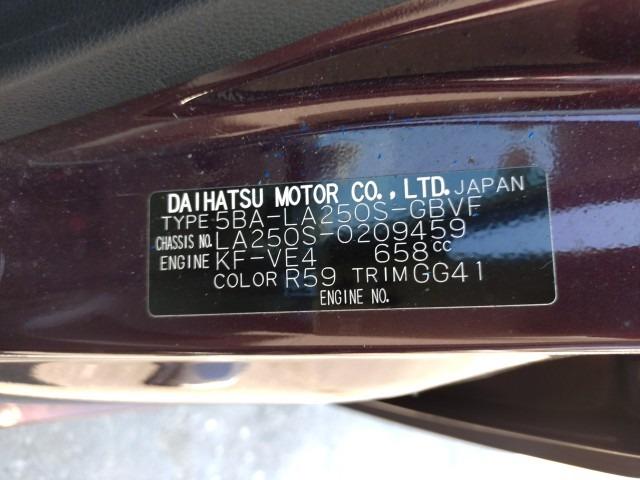 DAIHATSU MOTOR CO., LTD. JAPAN
TYPE 5BA-LA250S-GBVF
CHASSIS NO. LA250S-0209459
ENGINE KF-VE4 658cc
COLOR R59 TRIM GG41
ENGINE NO.